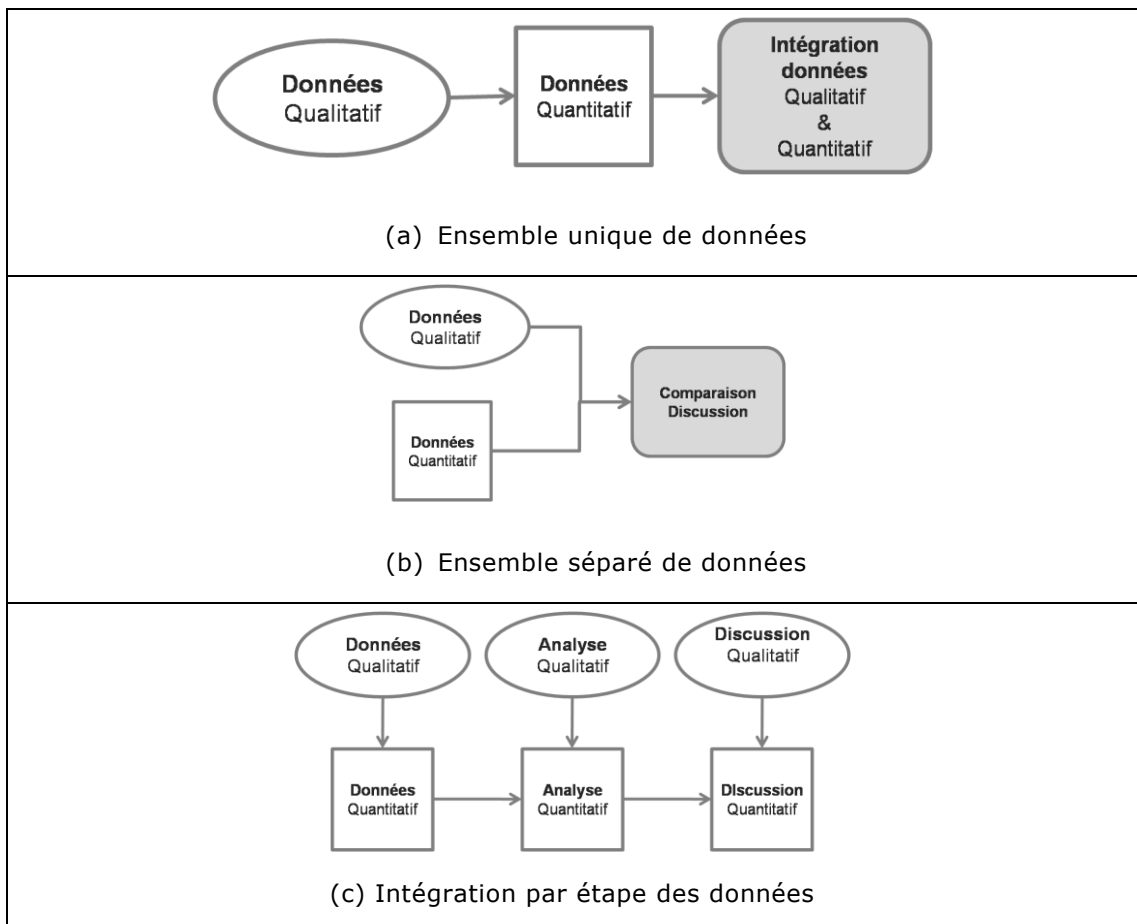 Données
Qualitatif
Données
Quantitatif
Intégration
données
Qualitatif
&
Quantitatif
(a) Ensemble unique de données
Données
Qualitatif
Données
Quantitatif
Comparaison
Discussion
(b) Ensemble séparé de données
Données
Qualitatif
Analyse
Qualitatif
Discussion
Qualitatif
Données
Quantitatif
Analyse
Quantitatif
DIscussion
Quantitatif
(c) Intégration par étape des données